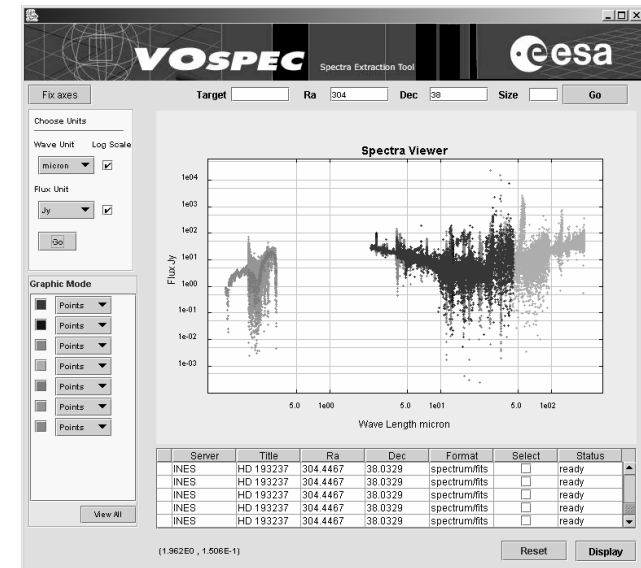 VOSPEC Spectra Extraction Tool esa
Fix axes Target Ra 304 Dec 38 Size Go
Choose Units
Wave Unit Log Scale
micron
Flux Unit
Jy
Go
Graphic Mode
Points
Points
Points
Points
Points
Points
Points
View All
Spectra Viewer
1e04
1e03
1e02
1e01
1e00
1e-01
1e-02
1e-03
Flux Jy
5.0 1e00 5.0 1e01 5.0 1e02
Wave Length micron
Server Title Ra Dec Format Select Status
INES HD 193237 304.4467 38.0329 spectrum/fits ready
INES HD 193237 304.4467 38.0329 spectrum/fits ready
INES HD 193237 304.4467 38.0329 spectrum/fits ready
INES HD 193237 304.4467 38.0329 spectrum/fits ready
INES HD 193237 304.4467 38.0329 spectrum/fits ready
(1.962E0 , 1.506E-1) Reset Display